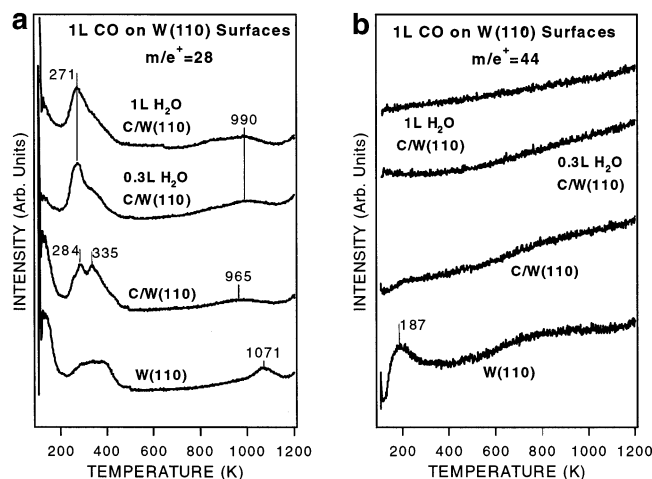 a
1L CO on W(110) Surfaces
m/e⁺=28
271
1L H₂O
C/W(110)
990
0.3L H₂O
C/W(110)
284
335
965
C/W(110)
1071
W(110)
INTENSITY (Arb. Units)
200 400 600 800 1000 1200
TEMPERATURE (K)
b
1L CO on W(110) Surfaces
m/e⁺=44
1L H₂O
C/W(110)
0.3L H₂O
C/W(110)
C/W(110)
187
W(110)
INTENSITY (Arb. Units)
200 400 600 800 1000 1200
TEMPERATURE (K)